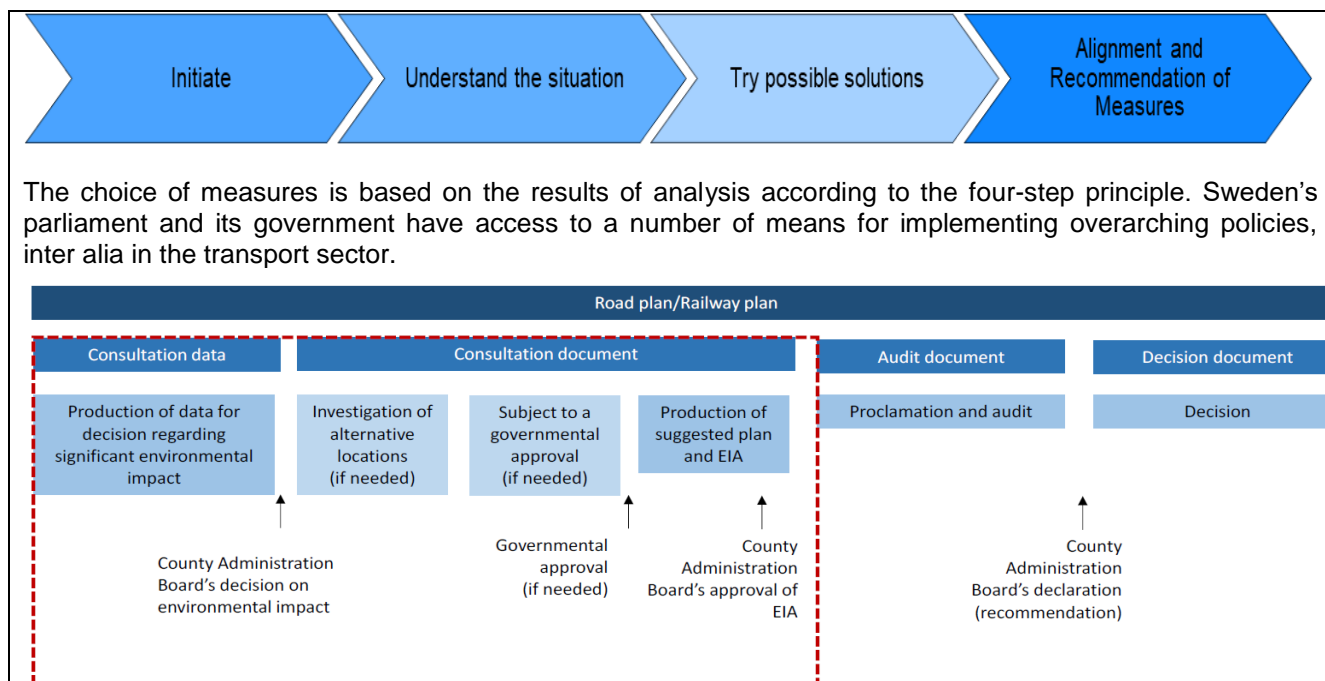 Initiate
Understand the situation
Try possible solutions
Alignment and
Recommendation of
Measures
The choice of measures is based on the results of analysis according to the four-step principle. Sweden’s
parliament and its government have access to a number of means for implementing overarching policies,
inter alia in the transport sector.
Road plan/Railway plan
Consultation data
Consultation document
Audit document
Decision document
Production of data for
decision regarding
significant environmental
impact
Investigation of
alternative
locations
(if needed)
Subject to a
governmental
approval
(if needed)
Production of
suggested plan
and EIA
Proclamation and audit
Decision
County Administration
Board’s decision on
environmental impact
Governmental
approval
(if needed)
County
Administration
Board’s approval of
EIA
County
Administration
Board’s declaration
(recommendation)